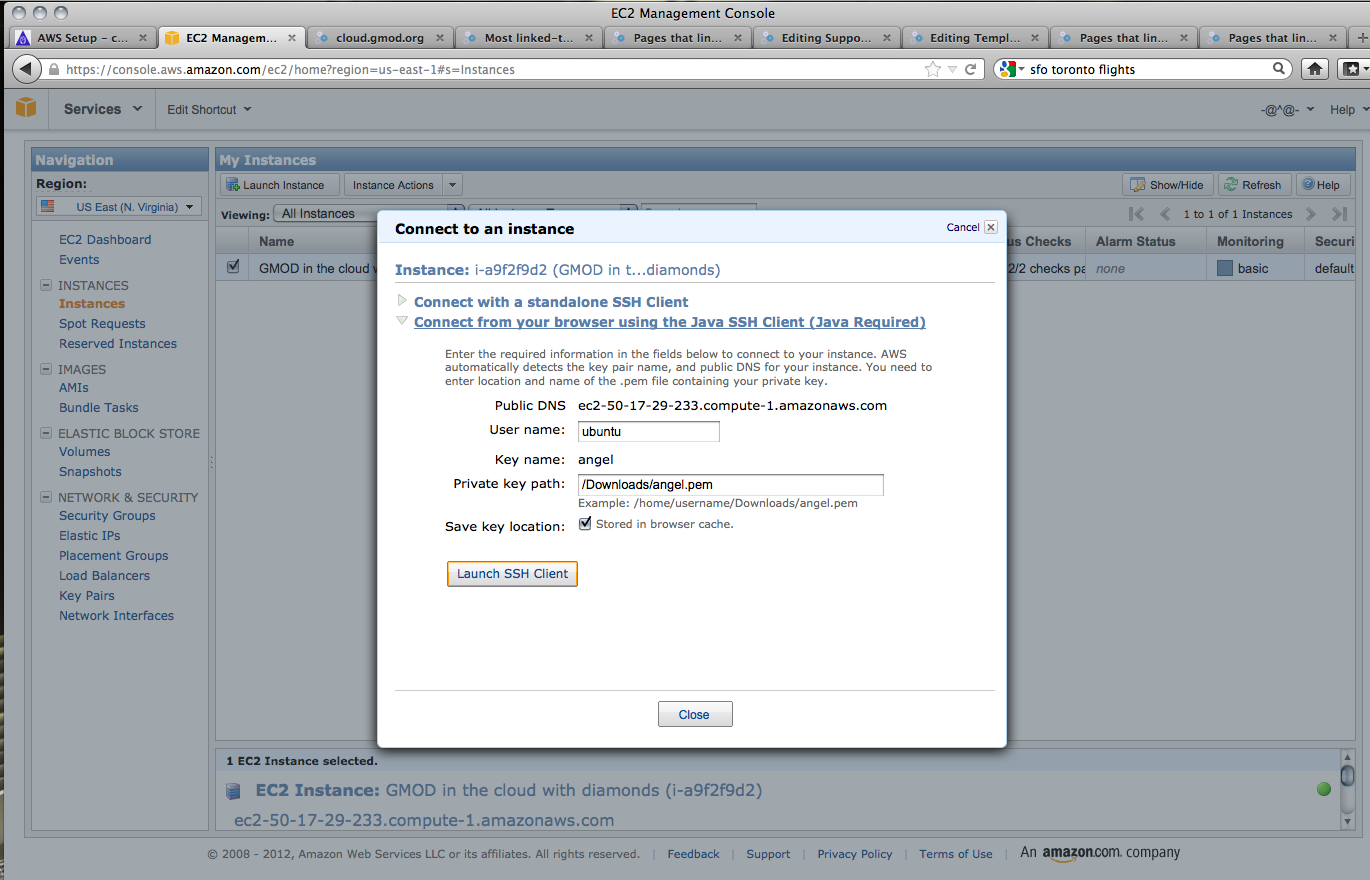 EC2 Management Console
AWS Setup – c... EC2 Managem... cloud.gmod.org Most linked-t... Pages that lin... Editing Suppo... Editing Templ... Pages that lin... Pages that lin...
https://console.aws.amazon.com/ec2/home?region=us-east-1#s=Instances sfo toronto flights
Services Edit Shortcut -@^@- Help
Navigation
Region:
US East (N. Virginia)
EC2 Dashboard
Events
INSTANCES
Instances
Spot Requests
Reserved Instances
IMAGES
AMIs
Bundle Tasks
ELASTIC BLOCK STORE
Volumes
Snapshots
NETWORK & SECURITY
Security Groups
Elastic IPs
Placement Groups
Load Balancers
Key Pairs
Network Interfaces
My Instances
Launch Instance Instance Actions Show/Hide Refresh Help
Viewing: All Instances 1 to 1 of 1 Instances
Name us Checks Alarm Status Monitoring Securi
GMOD in the cloud w 2/2 checks pa none basic default
Connect to an instance Cancel
Instance: i-a9f2f9d2 (GMOD in t...diamonds)
Connect with a standalone SSH Client
Connect from your browser using the Java SSH Client (Java Required)
Enter the required information in the fields below to connect to your instance. AWS
automatically detects the key pair name, and public DNS for your instance. You need to
enter location and name of the .pem file containing your private key.
Public DNS ec2-50-17-29-233.compute-1.amazonaws.com
User name: ubuntu
Key name: angel
Private key path: /Downloads/angel.pem
Example: /home/username/Downloads/angel.pem
Save key location: Stored in browser cache.
Launch SSH Client
Close
1 EC2 Instance selected.
EC2 Instance: GMOD in the cloud with diamonds (i-a9f2f9d2)
ec2-50-17-29-233.compute-1.amazonaws.com
© 2008 - 2012, Amazon Web Services LLC or its affiliates. All rights reserved. | Feedback | Support | Privacy Policy | Terms of Use | An amazon.com. company